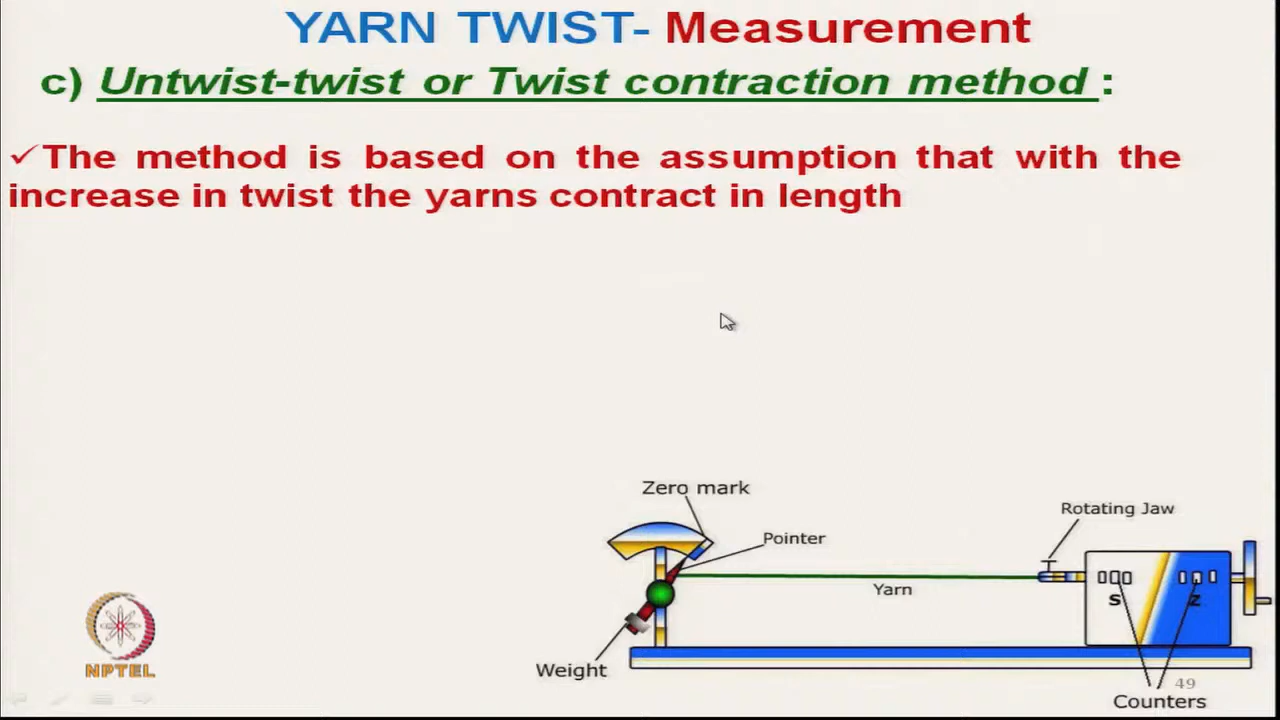 YARN TWIST- Measurement
c) Untwist-twist or Twist contraction method :
✓The method is based on the assumption that with the
increase in twist the yarns contract in length
Zero mark
Rotating Jaw
Pointer
Yarn
S
Z
Weight
NPTEL
49
Counters